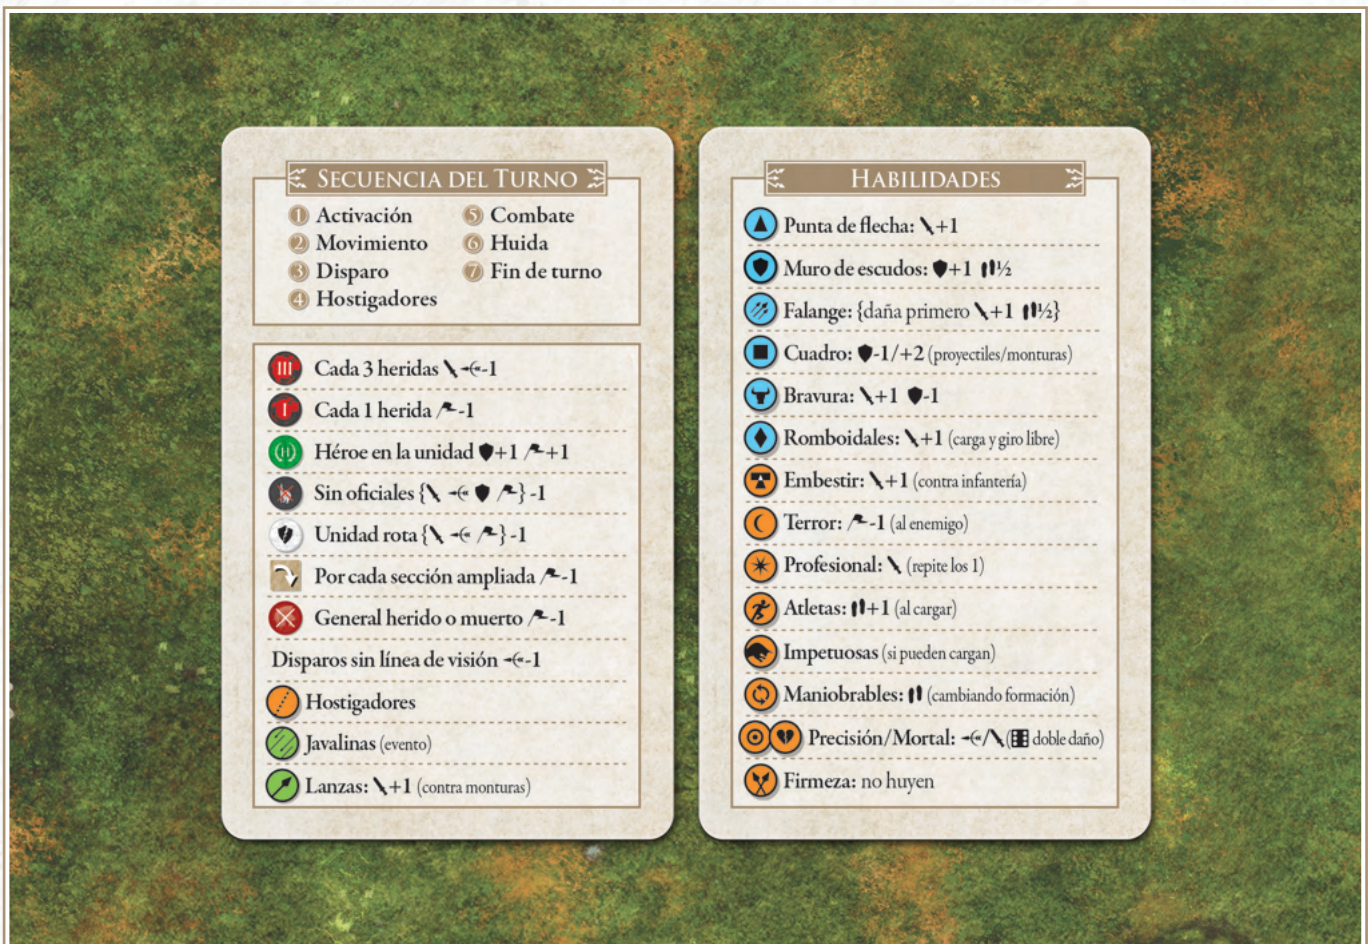 SECUENCIA DEL TURNO
1 Activación
2 Movimiento
3 Disparo
4 Hostigadores
5 Combate
6 Huida
7 Fin de turno
III Cada 3 heridas -1
I Cada 1 herida -1
H Héroe en la unidad +1 +1
Sin oficiales { } -1
Unidad rota { } -1
Por cada sección ampliada -1
General herido o muerto -1
Disparos sin línea de visión -1
Hostigadores
Javalinas (evento)
Lanzas: +1 (contra monturas)
HABILIDADES
Punta de flecha: +1
Muro de escudos: +1 ½
Falange: {daña primero +1 ½}
Cuadro: -1/+2 (proyectiles/monturas)
Bravura: +1 -1
Romboidales: +1 (carga y giro libre)
Embestir: +1 (contra infantería)
Terror: -1 (al enemigo)
Profesional: (repite los 1)
Atletas: +1 (al cargar)
Impetuosas (si pueden cargan)
Maniobrables: (cambiando formación)
Precisión/Mortal: / ( doble daño)
Firmeza: no huyen